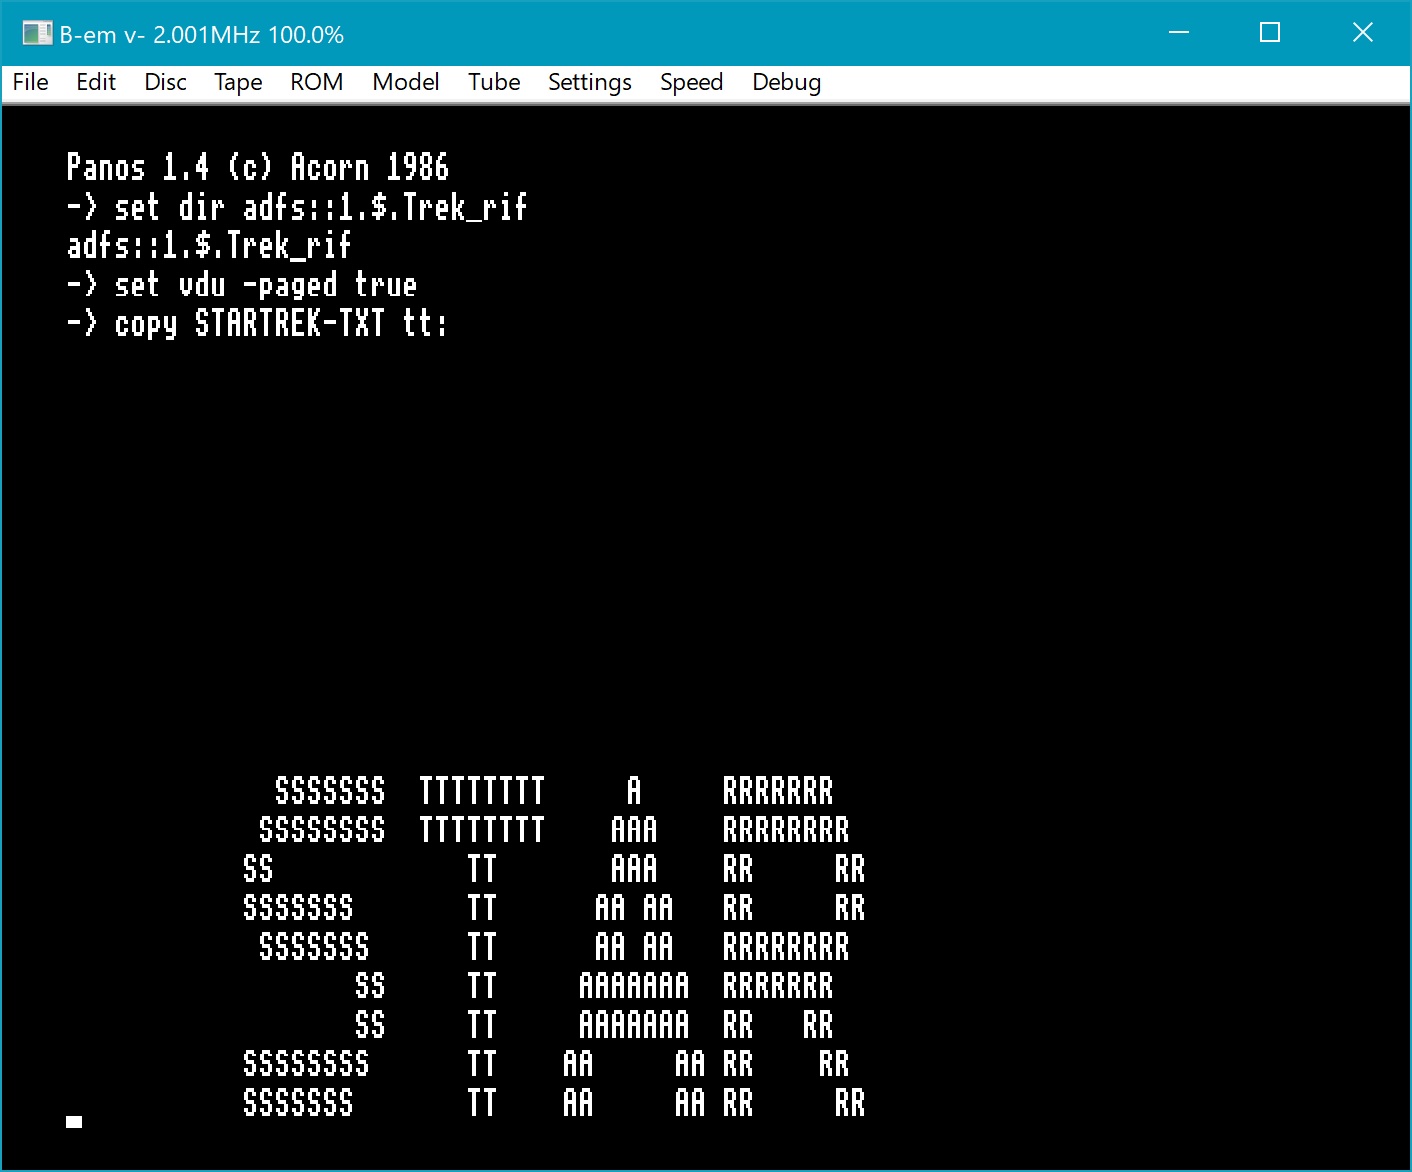 B-em v- 2.001MHz 100.0%
File Edit Disc Tape ROM Model Tube Settings Speed Debug
Panos 1.4 (c) Acorn 1986
-> set dir adfs::1.$.Trek_rif
adfs::1.$.Trek_rif
-> set vdu -paged true
-> copy STARTREK-TXT tt:
             SSSSSSS  TTTTTTTT     A     RRRRRRR
            SSSSSSSS  TTTTTTTT    AAA    RRRRRRRR
           SS            TT       AAA    RR     RR
           SSSSSSS       TT      AA AA   RR     RR
            SSSSSSS      TT      AA AA   RRRRRRRR
                  SS     TT     AAAAAAA  RRRRRRR
                  SS     TT     AAAAAAA  RR   RR
           SSSSSSSS      TT    AA     AA RR    RR
           SSSSSSS       TT    AA     AA RR     RR